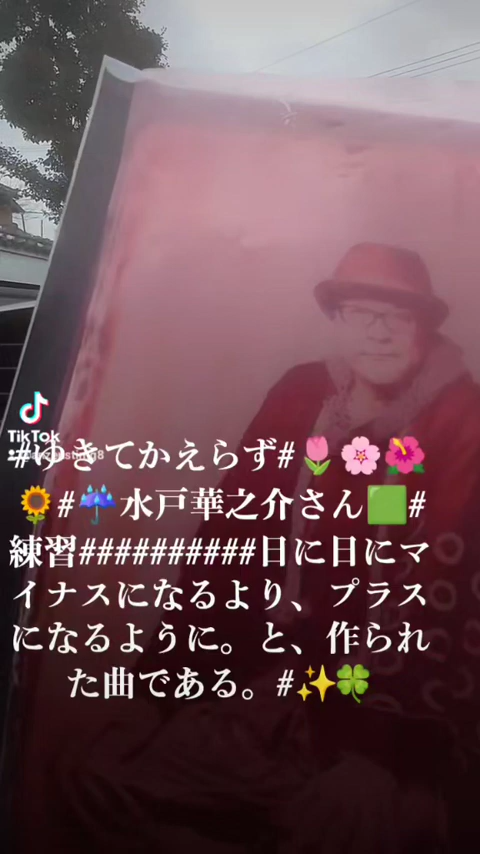 TikTok
#ゆきてかえらず#🌷🌸🌺
🌻#☔水戸華之介さん🟩#
練習##########日に日にマ
イナスになるより、プラス
になるように。と、作られ
た曲である。#✨🍀